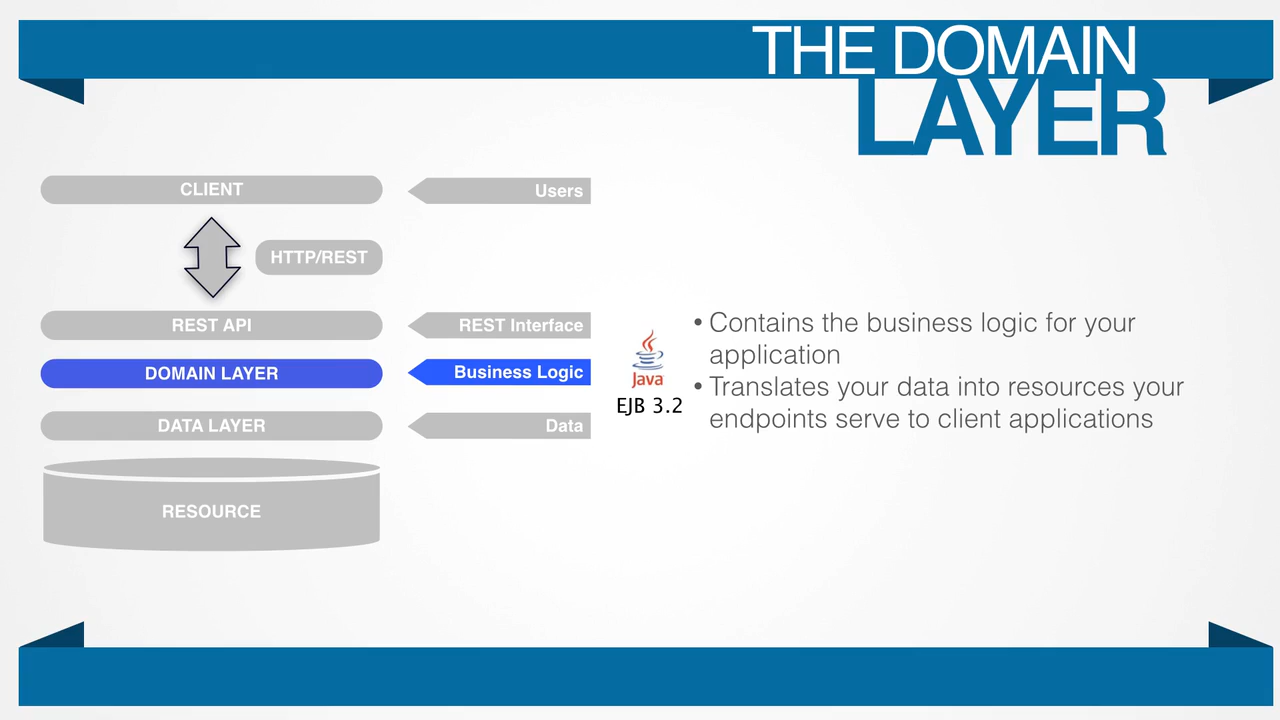 THE DOMAIN
LAYER
CLIENT
Users
HTTP/REST
REST API
REST Interface
DOMAIN LAYER
Business Logic
DATA LAYER
Data
RESOURCE
Java
EJB 3.2
• Contains the business logic for your
application
• Translates your data into resources your
endpoints serve to client applications